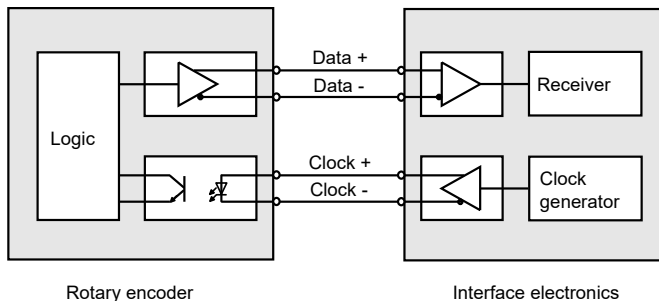 Data +
Data -
Receiver
Logic
Clock +
Clock -
Clock
generator
Rotary encoder
Interface electronics